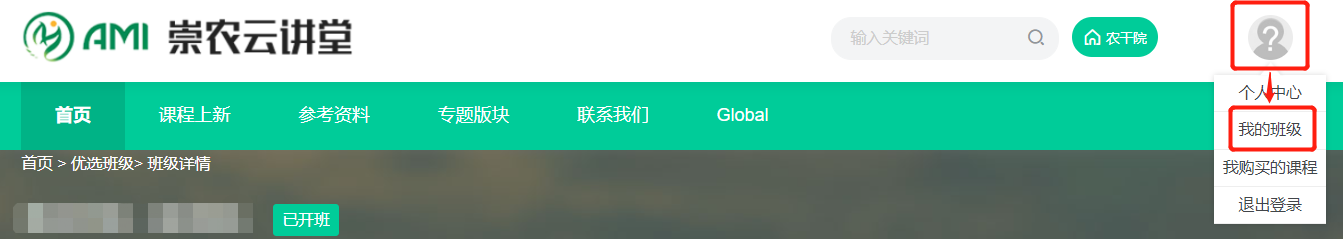 AMI 崇农云讲堂
输入关键词
农干院
首页 课程上新 参考资料 专题版块 联系我们 Global
个人中心
我的班级
我购买的课程
退出登录
首页 > 优选班级> 班级详情
已开班